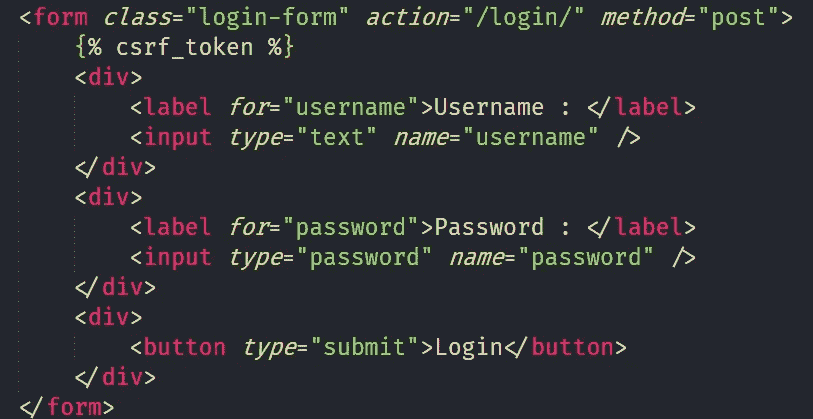 <form class="login-form" action="/login/" method="post">
    {% csrf_token %}
    <div>
        <label for="username">Username : </label>
        <input type="text" name="username" />
    </div>
    <div>
        <label for="password">Password : </label>
        <input type="password" name="password" />
    </div>
    <div>
        <button type="submit">Login</button>
    </div>
</form>